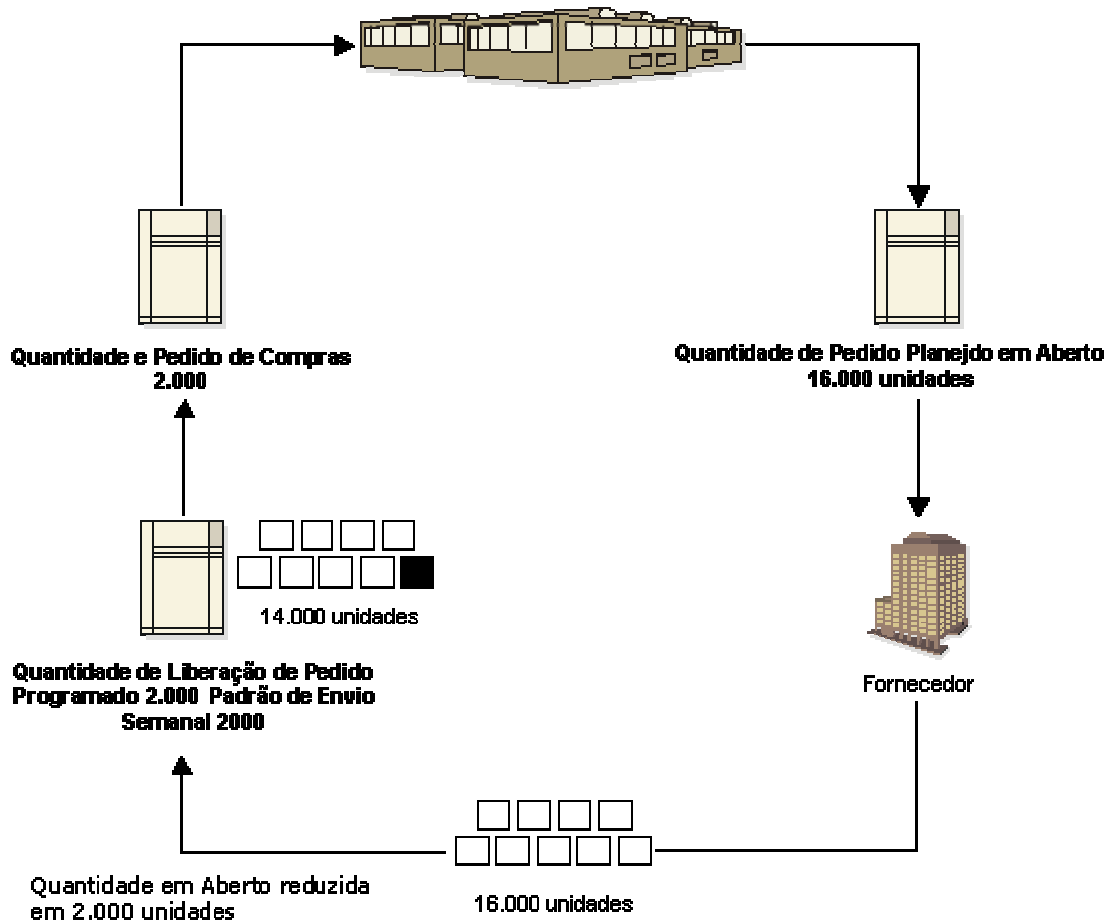 Quantidade e Pedido de Compras
2.000
Quantidade de Pedido Planejdo em Aberto
16.000 unidades
14.000 unidades
Quantidade de Liberação de Pedido
Programado 2.000 Padrão de Envio
Semanal 2000
Fornecedor
Quantidade em Aberto reduzida
em 2.000 unidades
16.000 unidades